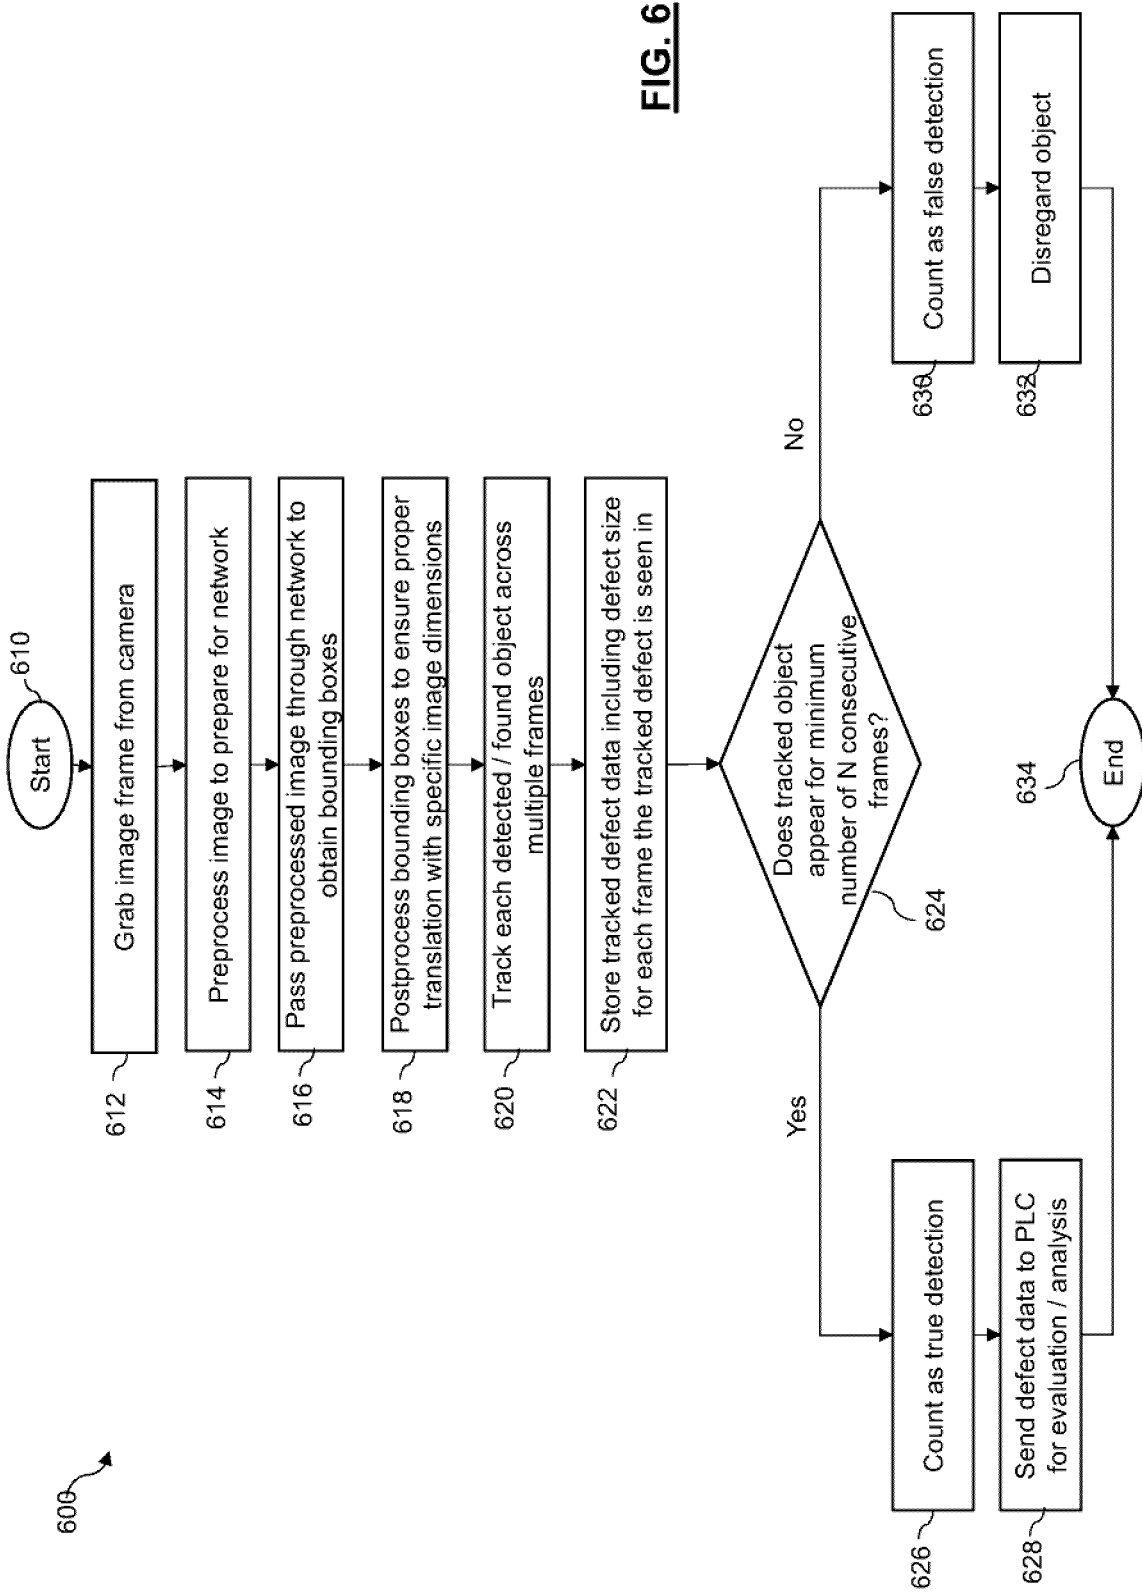 600
610
Start
612
Grab image frame from camera
614
Preprocess image to prepare for network
616
Pass preprocessed image through network to
obtain bounding boxes
618
Postprocess bounding boxes to ensure proper
translation with specific image dimensions
620
Track each detected / found object across
multiple frames
622
Store tracked defect data including defect size
for each frame the tracked defect is seen in
624
Does tracked object
appear for minimum
number of N consecutive
frames?
Yes
No
626
Count as true detection
628
Send defect data to PLC
for evaluation / analysis
630
Count as false detection
632
Disregard object
634
End
FIG. 6